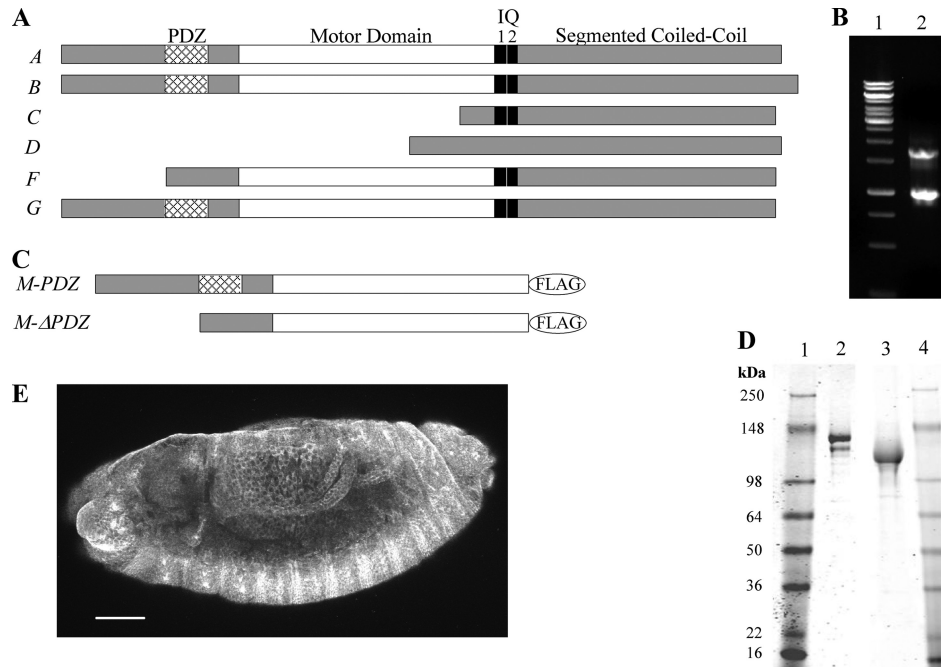 A
PDZ
Motor Domain
IQ
1 2
Segmented Coiled-Coil
A
B
C
D
F
G
B
1 2
C
M-PDZ
FLAG
M-ΔPDZ
FLAG
D
1 2 3 4
kDa
250
148
98
64
50
36
22
16
E